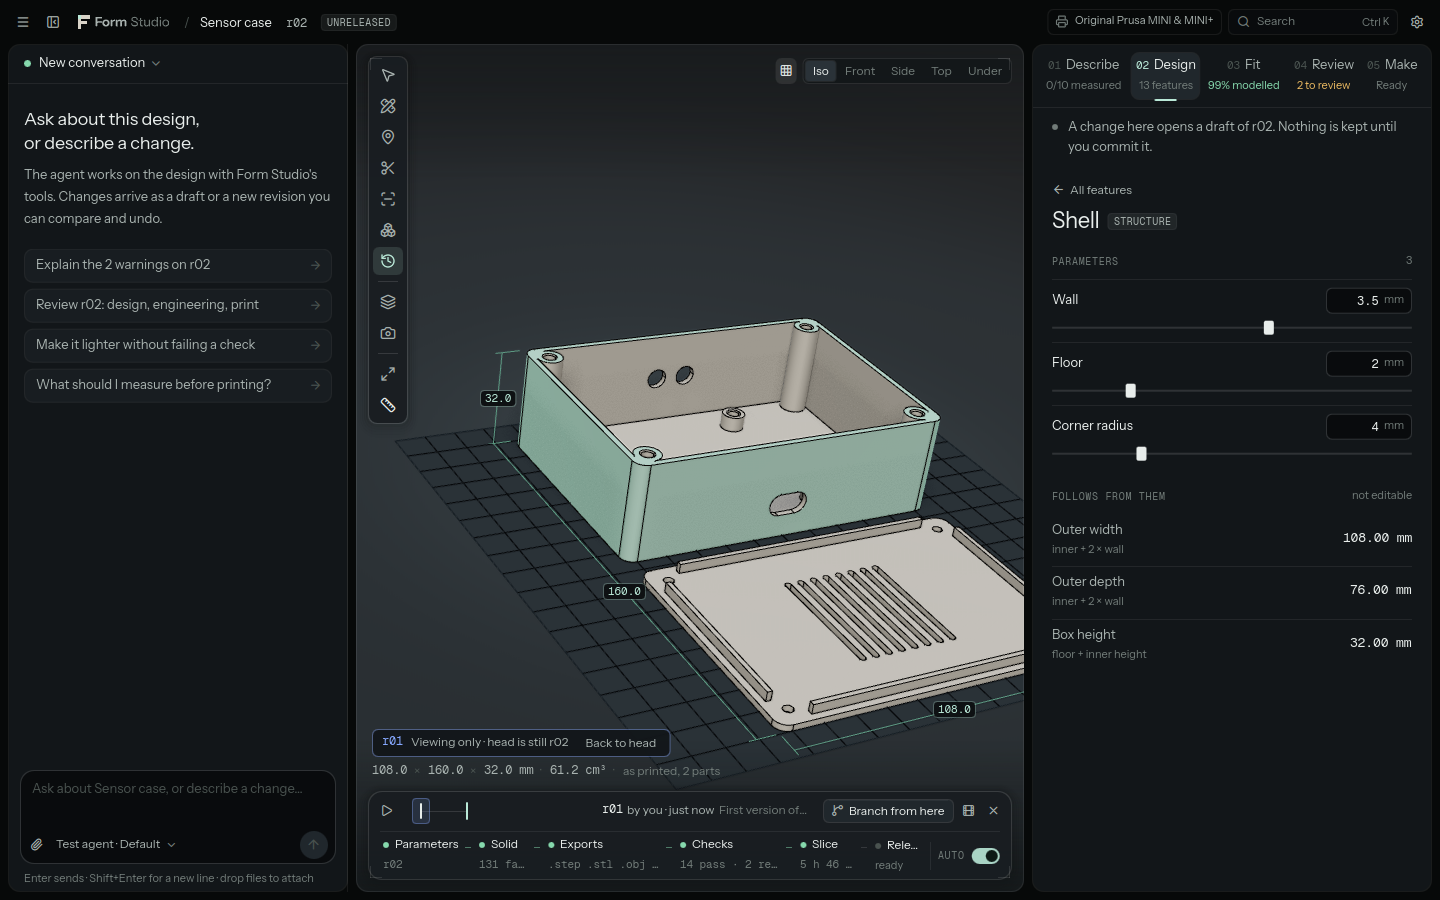 Form Studio / Sensor case r02 UNRELEASED
Original Prusa MINI & MINI+
Search Ctrl K
New conversation
Ask about this design,
or describe a change.
The agent works on the design with Form Studio's
tools. Changes arrive as a draft or a new revision you
can compare and undo.
Explain the 2 warnings on r02
Review r02: design, engineering, print
Make it lighter without failing a check
What should I measure before printing?
Ask about Sensor case, or describe a change...
Test agent · Default
Enter sends · Shift+Enter for a new line · drop files to attach
Iso Front Side Top Under
32.0
160.0
108.0
r01 Viewing only · head is still r02 Back to head
108.0 × 160.0 × 32.0 mm · 61.2 cm³ · as printed, 2 parts
r01 by you · just now First version of... Branch from here
Parameters Solid Exports Checks Slice Rele...
r02 131 fa... .step .stl .obj ... 14 pass · 2 re... 5 h 46 ... ready
AUTO
01 Describe 02 Design 03 Fit 04 Review 05 Make
0/10 measured 13 features 99% modelled 2 to review Ready
A change here opens a draft of r02. Nothing is kept until
you commit it.
All features
Shell STRUCTURE
PARAMETERS 3
Wall 3.5 mm
Floor 2 mm
Corner radius 4 mm
FOLLOWS FROM THEM not editable
Outer width 108.00 mm
inner + 2 × wall
Outer depth 76.00 mm
inner + 2 × wall
Box height 32.00 mm
floor + inner height